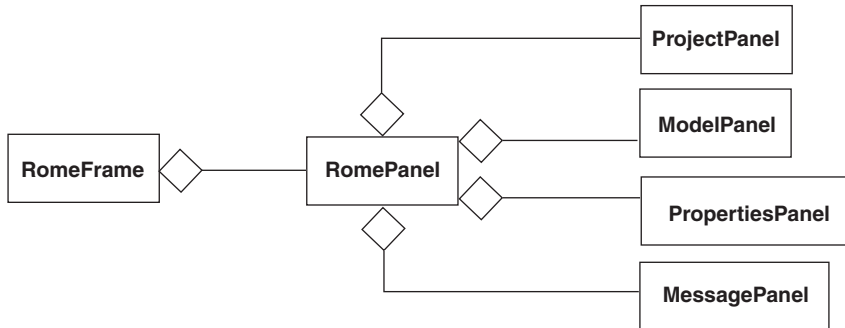 RomeFrame
RomePanel
ProjectPanel
ModelPanel
PropertiesPanel
MessagePanel